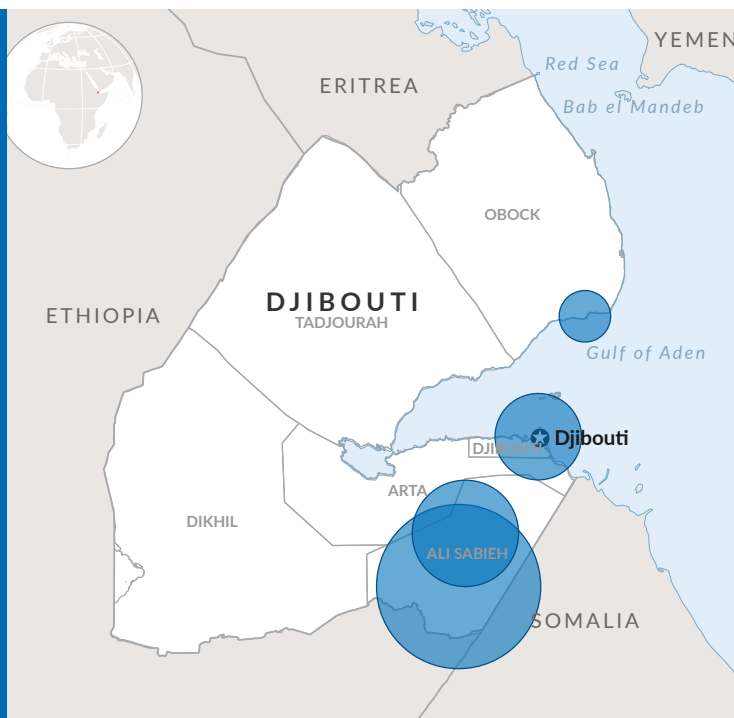 YEMEN
Red Sea
ERITREA
Bab el Mandeb
OBOCK
DJIBOUTI
TADJOURAH
ETHIOPIA
Gulf of Aden
Djibouti
DJIBOUTI
ARTA
DIKHIL
ALI SABIEH
SOMALIA